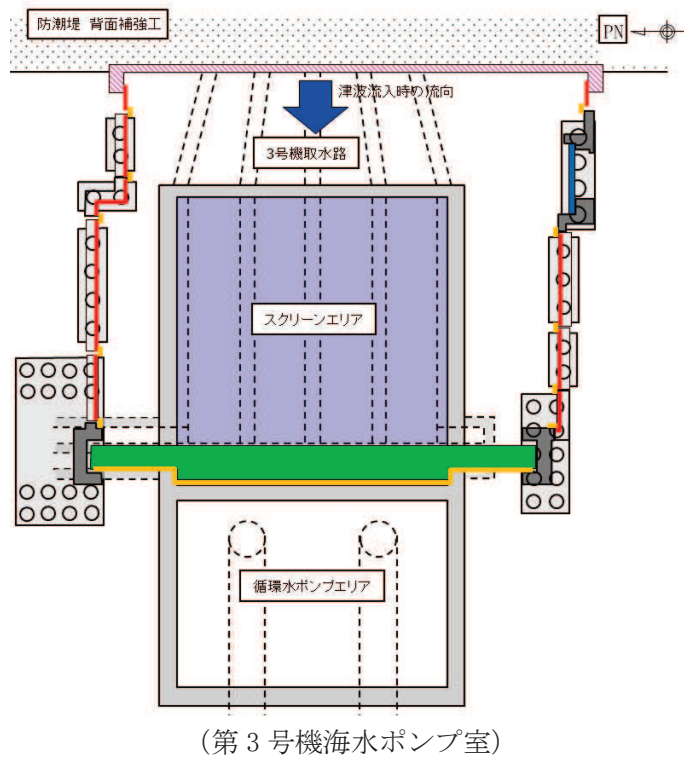 防潮堤 背面補強工
PN
津波流入時の流向
3号機取水路
スクリーンエリア
循環水ポンプエリア
(第3号機海水ポンプ室)